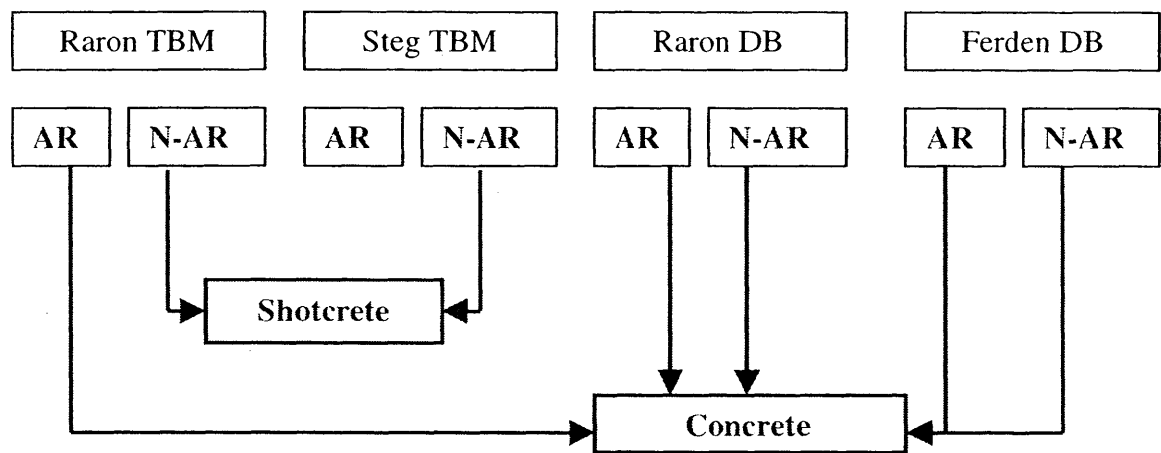 Raron TBM Steg TBM Raron DB Ferden DB
AR N-AR AR N-AR AR N-AR AR N-AR
Shotcrete
Concrete